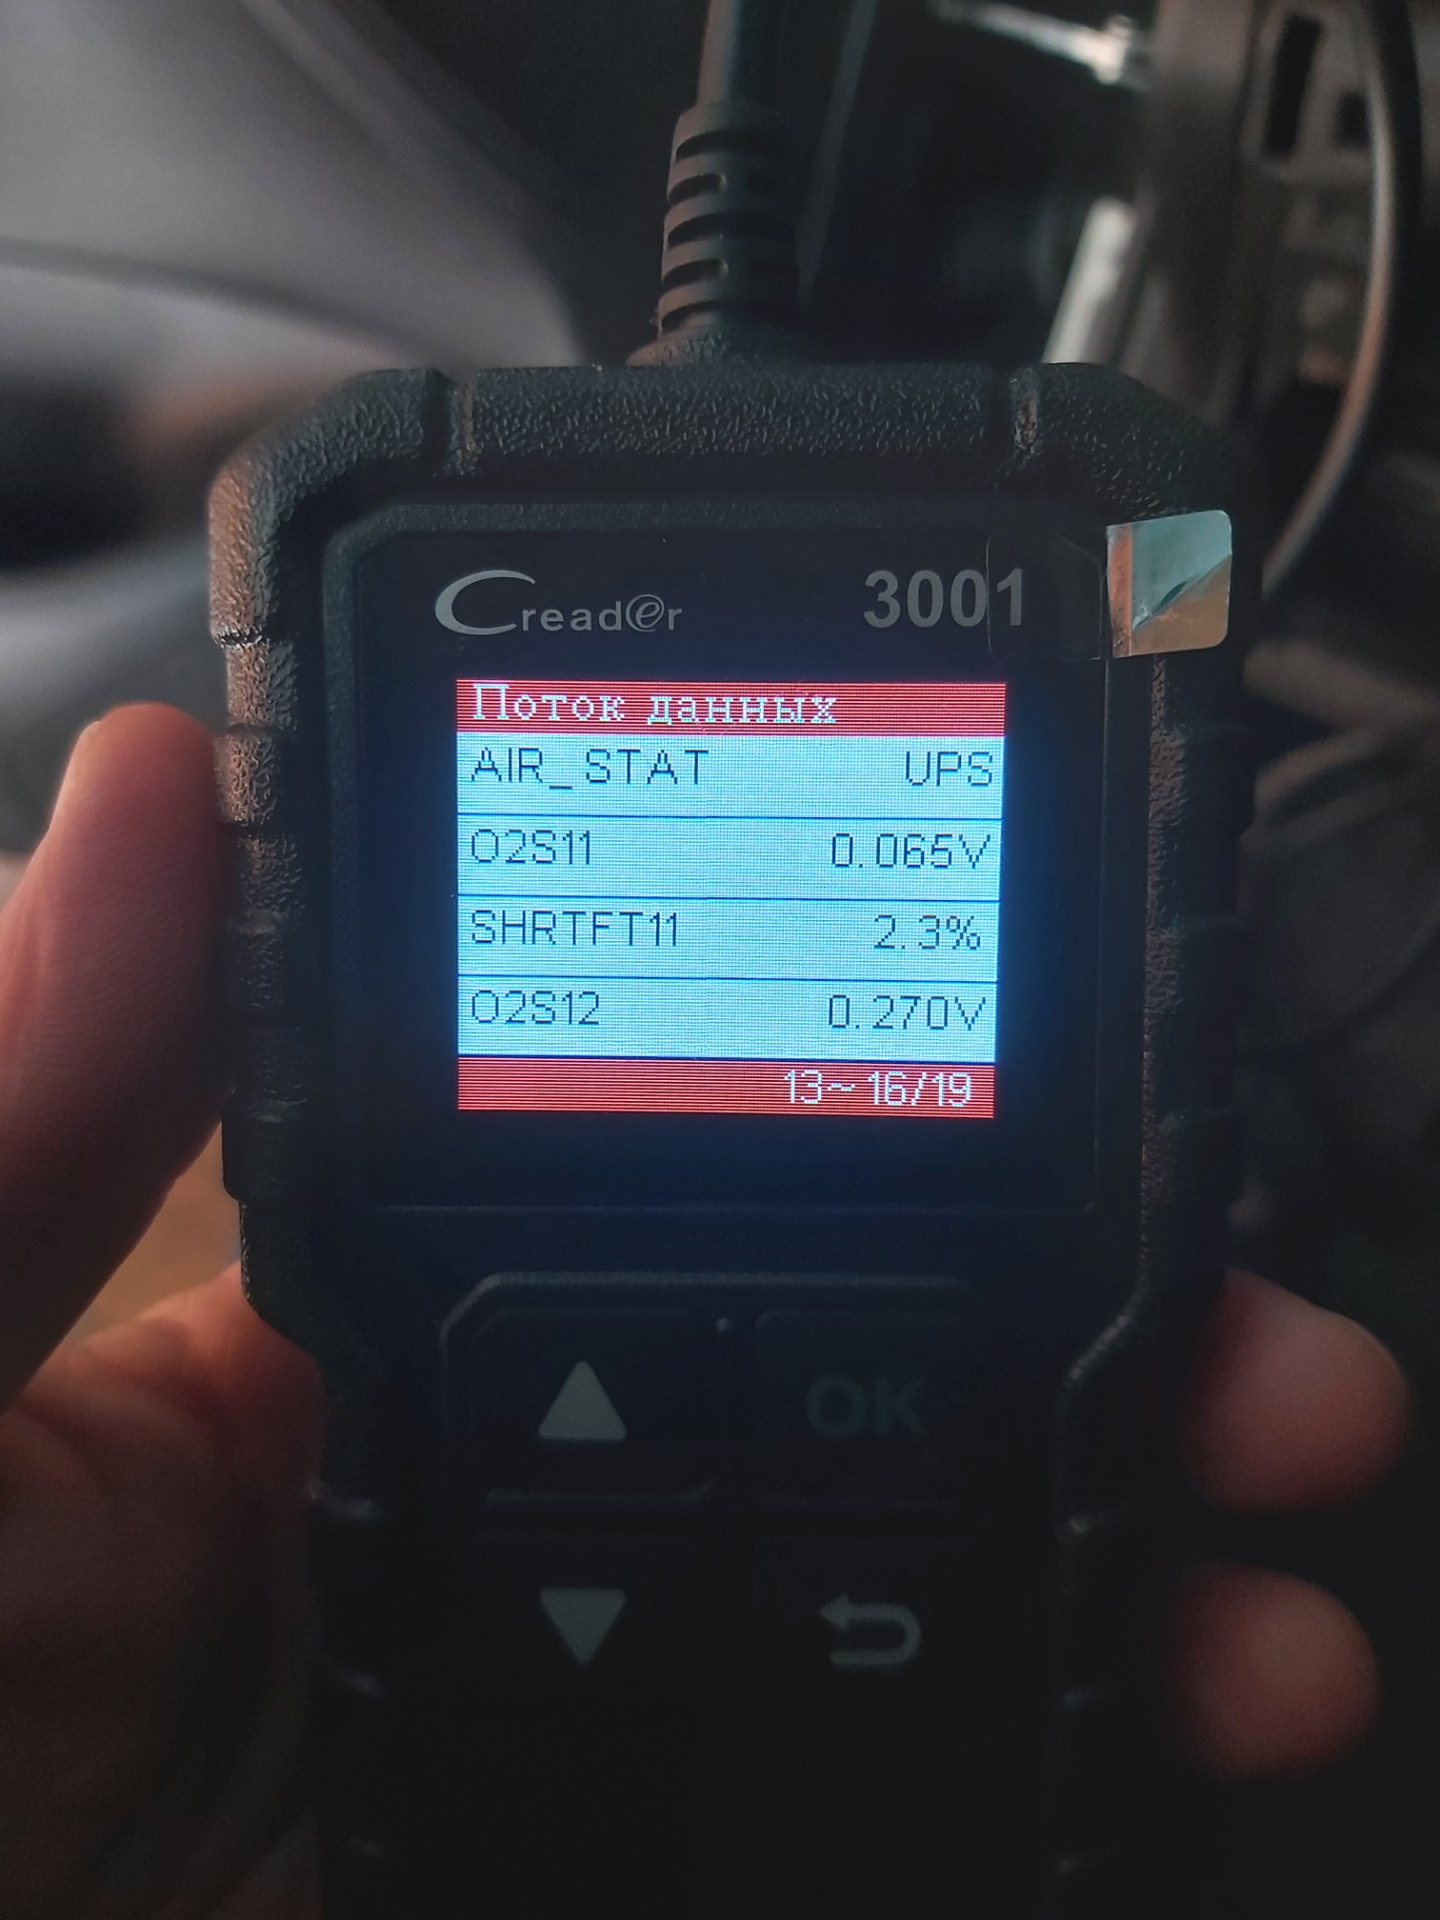 Creader 3001
Поток данных
AIR_STAT UPS
O2S11 0.065V
SHRTFT11 2.3%
O2S12 0.270V
13~16/19
OK